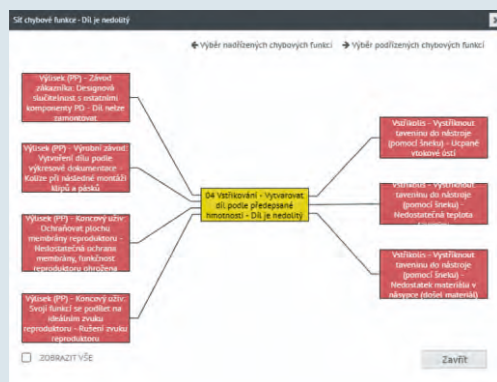 Síť chybové funkce - Díl je nedolitý
Výběr nadřízených chybových funkcí
Výběr podřízených chybových funkcí
Výlisek (PP) - Závod
zákazníka: Designová
slučitelnost s ostatními
komponenty PD - Díl nelze
zamontovat
Výlisek (PP) - Výrobní závod:
Vytvoření dílu podle
výkresové dokumentace -
Kolize při následné montáži
klipů a pásků
Výlisek (PP) - Koncový uživ:
Ochraňovat plochu
membrány reproduktoru -
Nedostatečná ochrana
membrány, funkčnost
reproduktoru ohrožena
Výlisek (PP) - Koncový uživ:
Svojí funkcí se podílet na
ideálním zvuku
reproduktoru - Rušení zvuku
reproduktoru
04 Vstřikování - Vytvarovat
díl podle předepsané
hmotnosti - Díl je nedolitý
Vstřikolis - Vystříknout
taveninu do nástroje
(pomocí šneku) - Ucpané
vtokové ústí
Vstřikolis - Vystříknout
taveninu do nástroje
(pomocí šneku) -
Nedostatečná teplota
Vstřikolis - Vystříknout
taveninu do nástroje
(pomocí šneku) -
Nedostatek materiálu v
násypce (došel materiál)
ZOBRAZIT VŠE
Zavřít